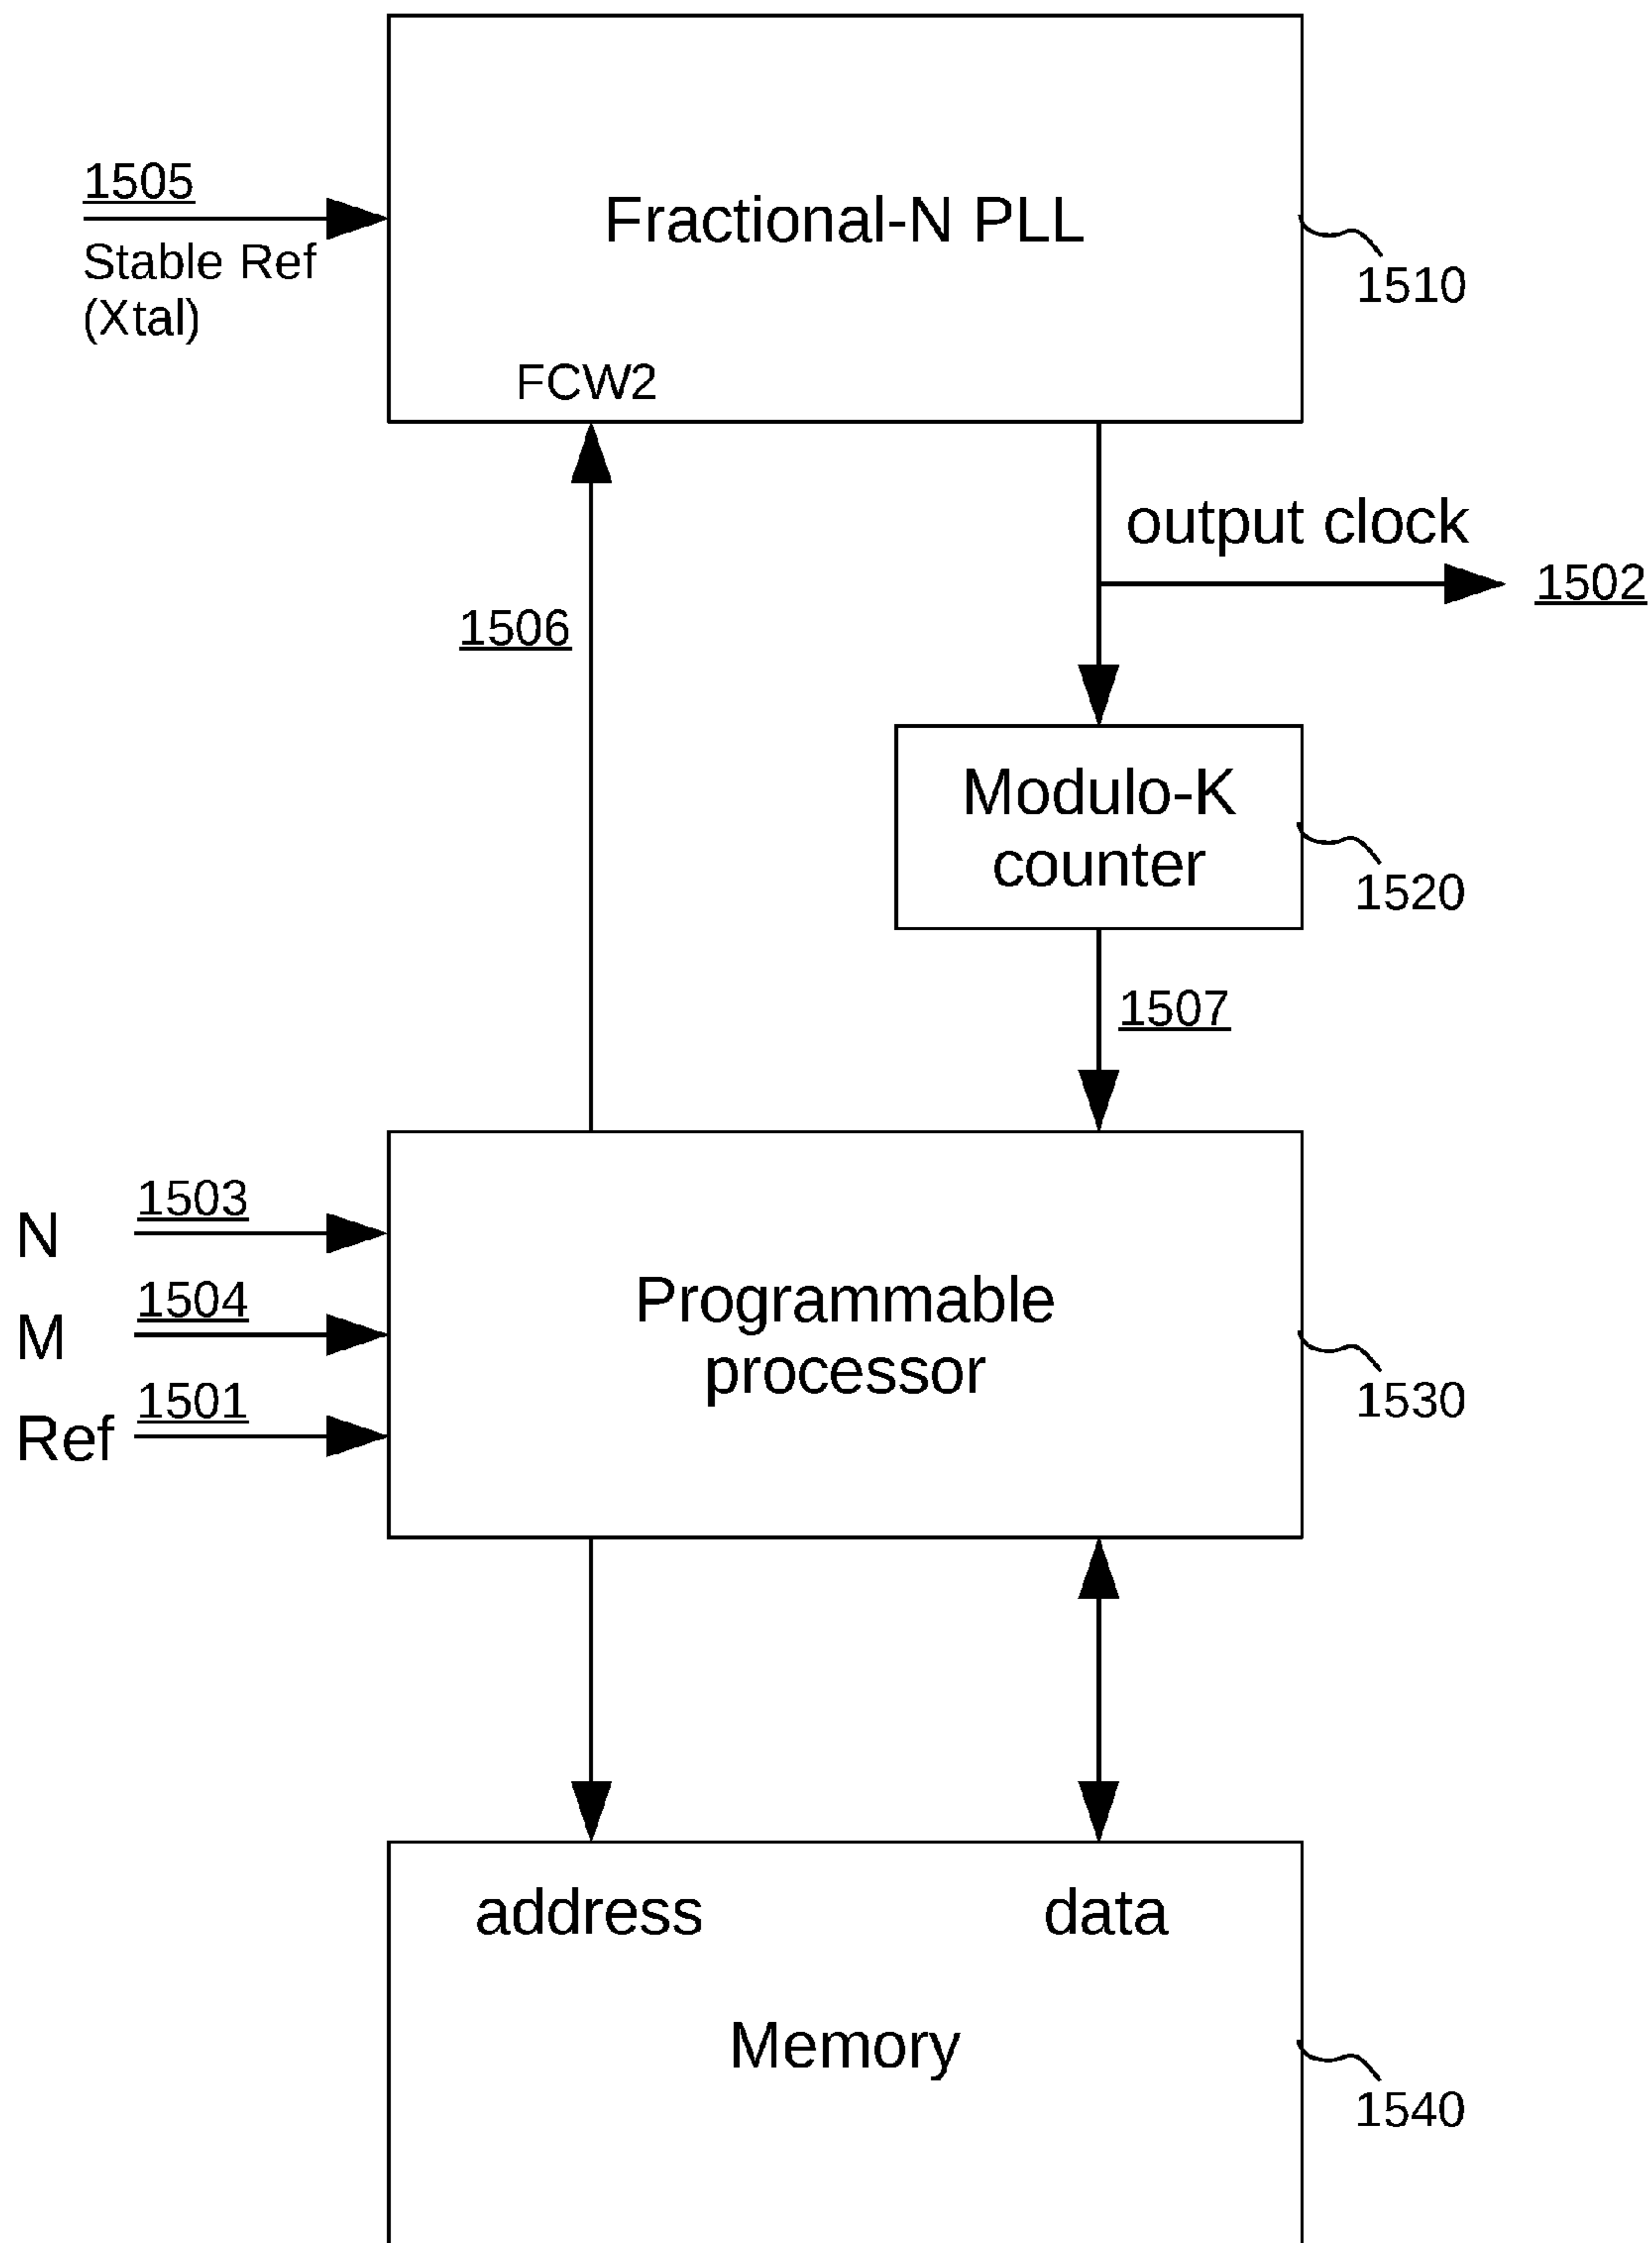 1505
Stable Ref
(Xtal)
Fractional-N PLL
1510
FCW2
output clock
1502
1506
Modulo-K
counter
1520
1507
N
1503
M
1504
Ref
1501
Programmable
processor
1530
address
data
Memory
1540